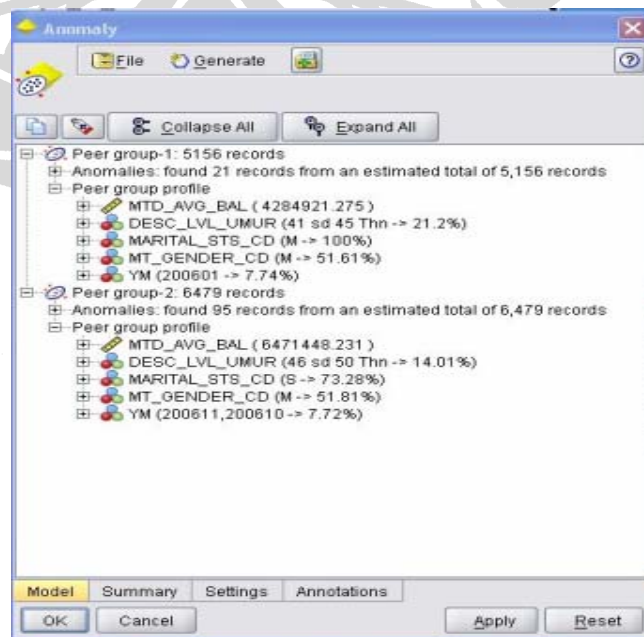 Anomaly
File Generate
Collapse All Expand All
Peer group-1: 5156 records
Anomalies: found 21 records from an estimated total of 5,156 records
Peer group profile
MTD_AVG_BAL ( 4284921.275 )
DESC_LVL_UMUR (41 sd 45 Thn -> 21.2%)
MARITAL_STS_CD (M -> 100%)
MT_GENDER_CD (M -> 51.61%)
YM (200601 -> 7.74%)
Peer group-2: 6479 records
Anomalies: found 95 records from an estimated total of 6,479 records
Peer group profile
MTD_AVG_BAL ( 6471448.231 )
DESC_LVL_UMUR (46 sd 50 Thn -> 14.01%)
MARITAL_STS_CD (S -> 73.28%)
MT_GENDER_CD (M -> 51.81%)
YM (200611,200610 -> 7.72%)
Model Summary Settings Annotations
OK Cancel Apply Reset